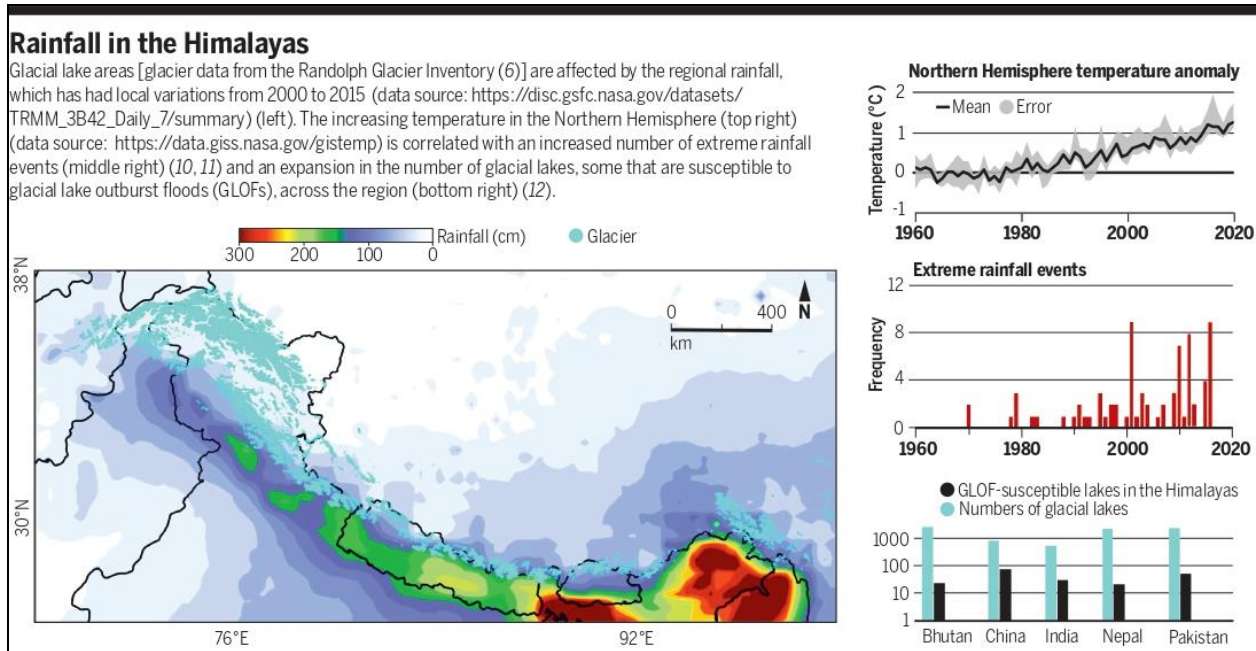 Rainfall in the Himalayas
Glacial lake areas [glacier data from the Randolph Glacier Inventory (6)] are affected by the regional rainfall,
which has had local variations from 2000 to 2015 (data source: https://disc.gsfc.nasa.gov/datasets/
TRMM_3B42_Daily_7/summary) (left). The increasing temperature in the Northern Hemisphere (top right)
(data source: https://data.giss.nasa.gov/gistemp) is correlated with an increased number of extreme rainfall
events (middle right) (10, 11) and an expansion in the number of glacial lakes, some that are susceptible to
glacial lake outburst floods (GLOFs), across the region (bottom right) (12).
Rainfall (cm)
Glacier
300 200 100 0
38°N
30°N
0 400
km
N
76°E 92°E
Northern Hemisphere temperature anomaly
Mean Error
Temperature (°C)
2
1
0
-1
1960 1980 2000 2020
Extreme rainfall events
Frequency
12
8
4
0
1960 1980 2000 2020
GLOF-susceptible lakes in the Himalayas
Numbers of glacial lakes
1000
100
10
1
Bhutan China India Nepal Pakistan